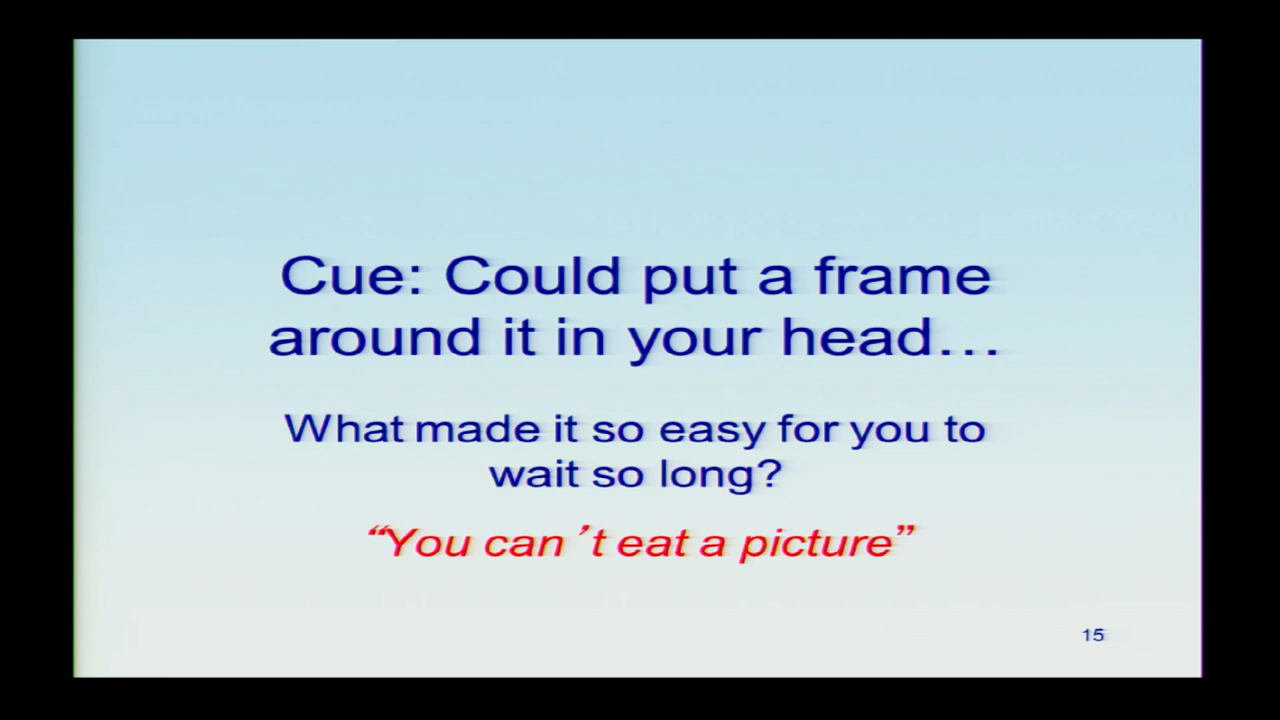 Cue: Could put a frame
around it in your head…
What made it so easy for you to
wait so long?
“You can’t eat a picture”
15